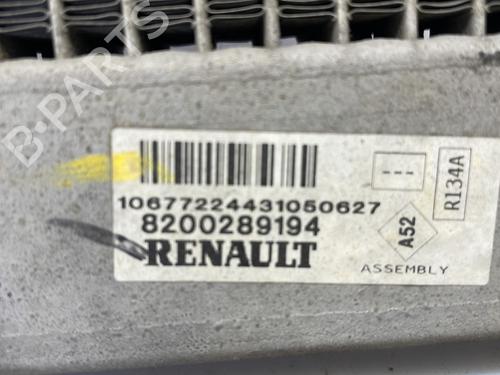 B-PARTS
10677224431050627
8200289194
RENAULT
---
R134A
A52
ASSEMBLY